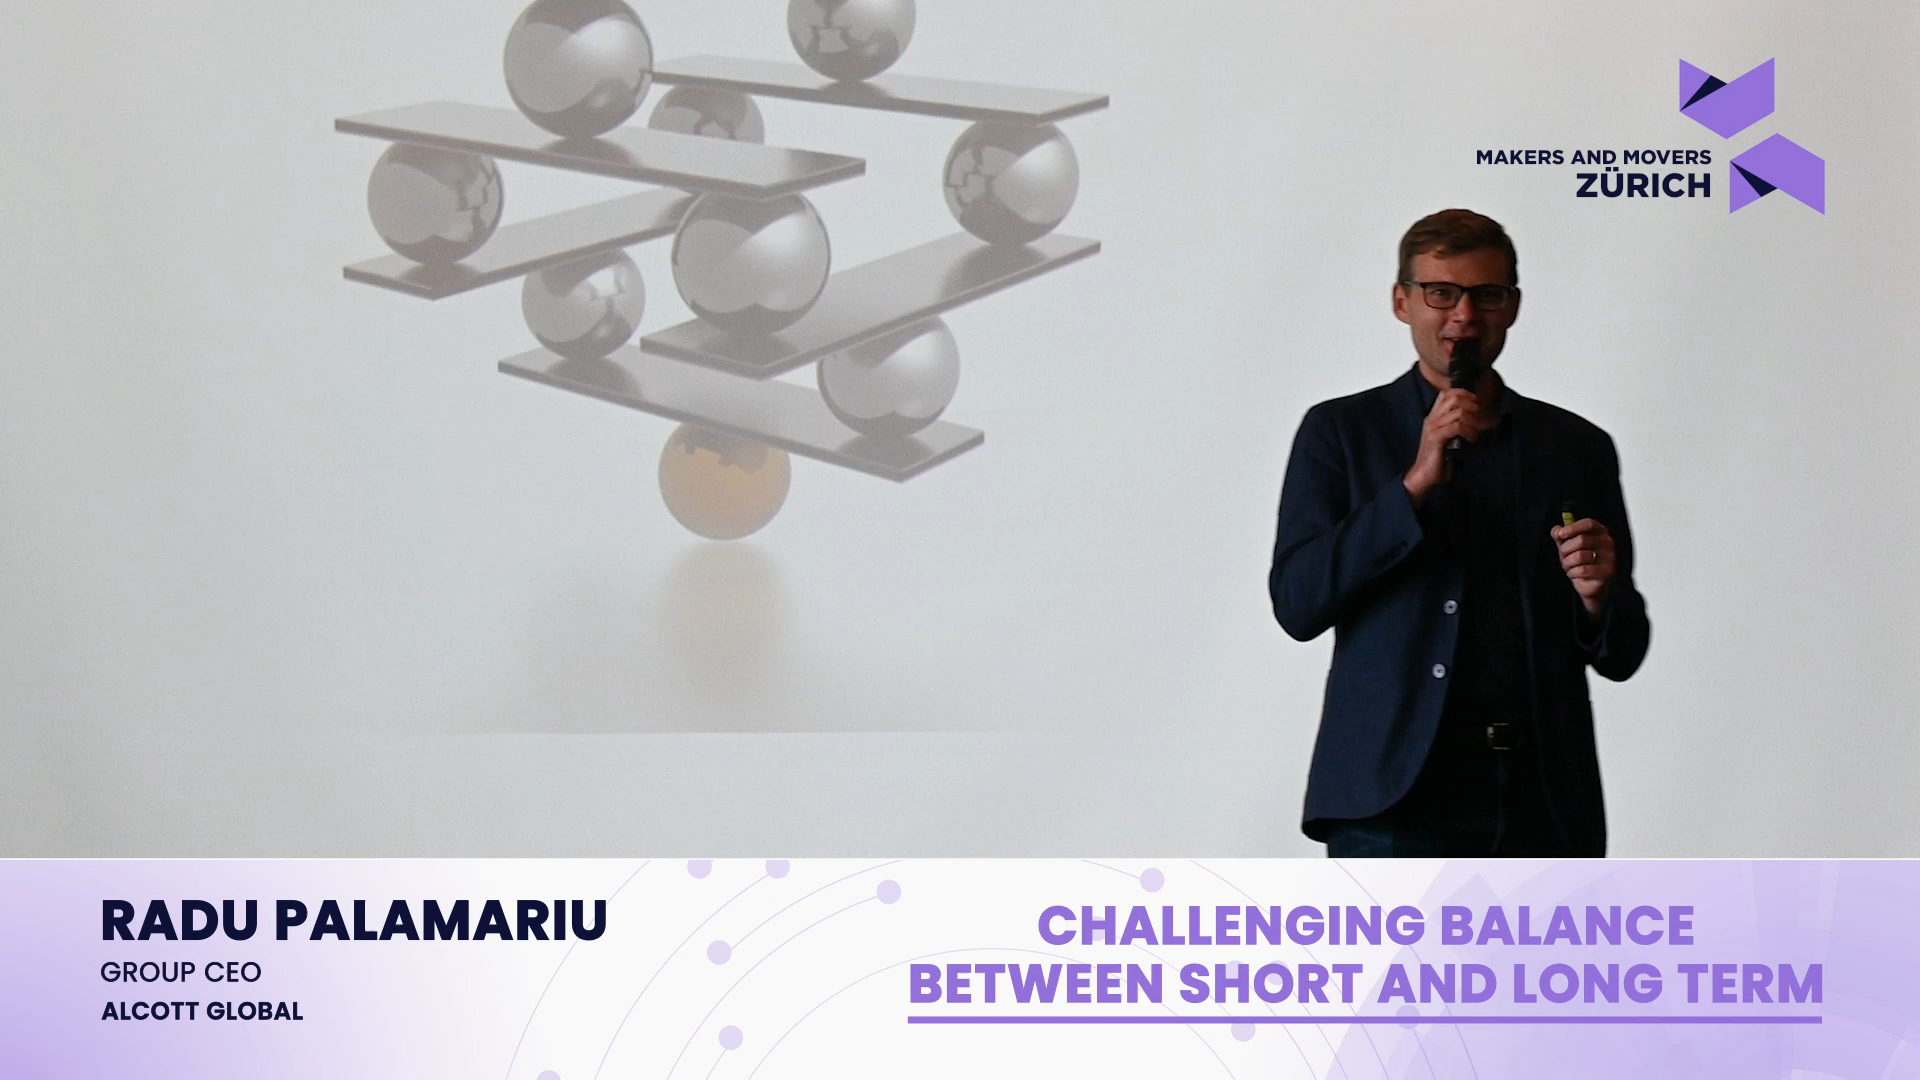 MAKERS AND MOVERS
ZÜRICH
RADU PALAMARIU
GROUP CEO
ALCOTT GLOBAL
CHALLENGING BALANCE
BETWEEN SHORT AND LONG TERM